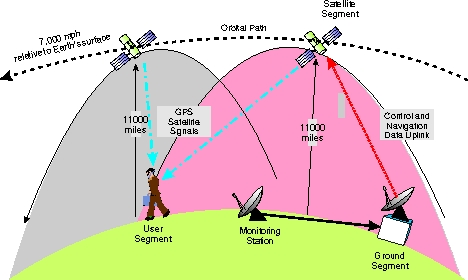 Satellite
Segment
Orbital Path
7,000 mph
relelive to Earth's surface
GPS
Satellite
Signals
11000
miles
11000
miles
Control and
Navigation
Data Uplink
User
Segment
Monitoring
Station
Ground
Segment